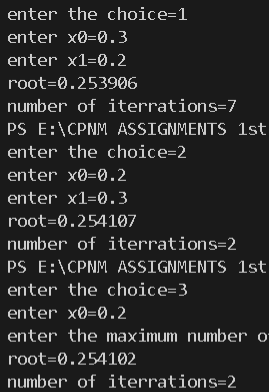 enter the choice=1
enter x0=0.3
enter x1=0.2
root=0.253906
number of iterrations=7
PS E:\CPNM ASSIGNMENTS 1st
enter the choice=2
enter x0=0.2
enter x1=0.3
root=0.254107
number of iterrations=2
PS E:\CPNM ASSIGNMENTS 1st
enter the choice=3
enter x0=0.2
enter the maximum number
root=0.254102
number of iterrations=2